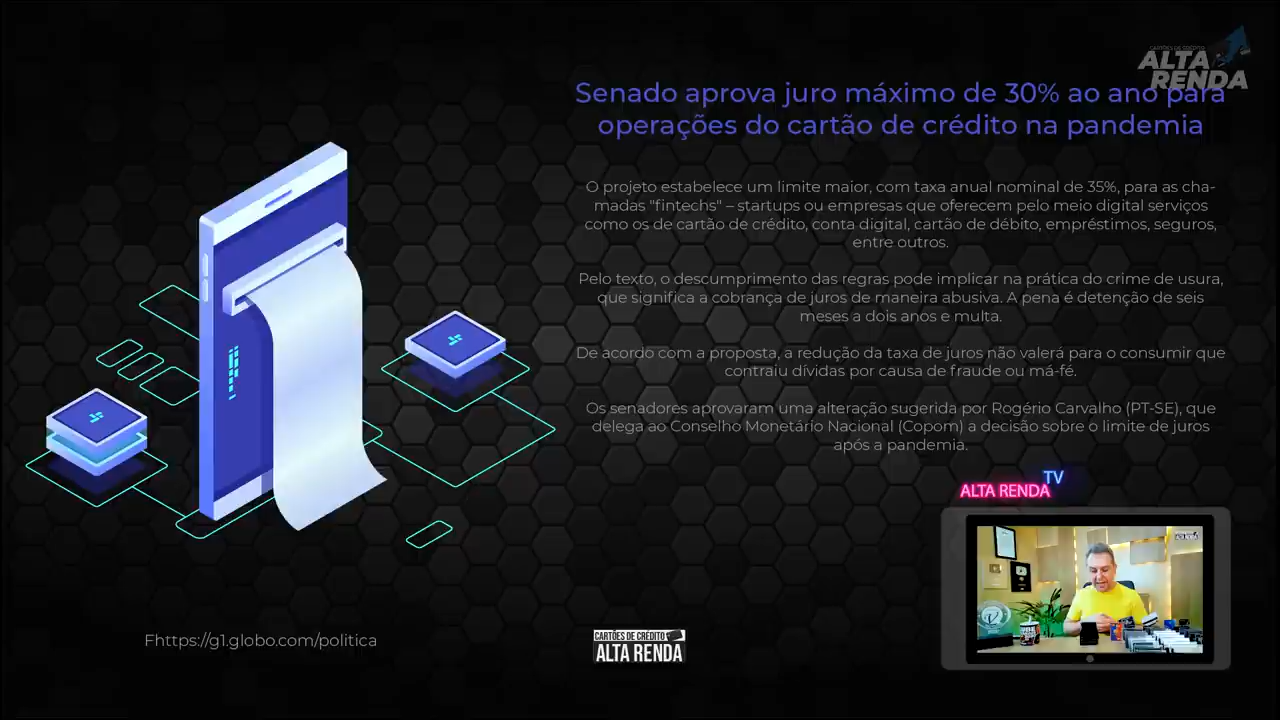 CARTÕES DE CRÉDITO
ALTA
RENDA
Senado aprova juro máximo de 30% ao ano para
operações do cartão de crédito na pandemia
O projeto estabelece um limite maior, com taxa anual nominal de 35%, para as cha-
madas "fintechs" – startups ou empresas que oferecem pelo meio digital serviços
como os de cartão de crédito, conta digital, cartão de débito, empréstimos, seguros,
entre outros.
Pelo texto, o descumprimento das regras pode implicar na prática do crime de usura,
que significa a cobrança de juros de maneira abusiva. A pena é detenção de seis
meses a dois anos e multa.
De acordo com a proposta, a redução da taxa de juros não valerá para o consumir que
contraiu dívidas por causa de fraude ou má-fé.
Os senadores aprovaram uma alteração sugerida por Rogério Carvalho (PT-SE), que
delega ao Conselho Monetário Nacional (Copom) a decisão sobre o limite de juros
após a pandemia.
ALTA RENDA TV
Fhttps://g1.globo.com/politica
CARTÕES DE CRÉDITO
ALTA RENDA